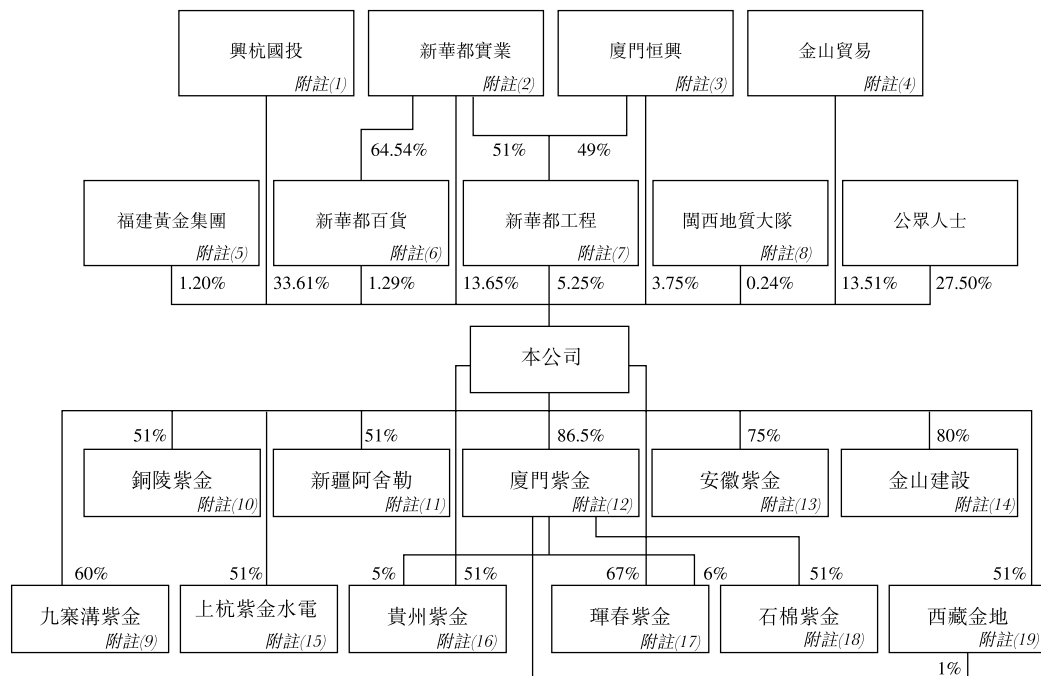 興杭國投
附註(1)
新華都實業
附註(2)
廈門恒興
附註(3)
金山貿易
附註(4)
64.54%
51%
49%
福建黃金集團
附註(5)
新華都百貨
附註(6)
新華都工程
附註(7)
閩西地質大隊
附註(8)
公眾人士
1.20%
33.61%
1.29%
13.65%
5.25%
3.75%
0.24%
13.51%
27.50%
本公司
51%
51%
86.5%
75%
80%
銅陵紫金
附註(10)
新疆阿舍勒
附註(11)
廈門紫金
附註(12)
安徽紫金
附註(13)
金山建設
附註(14)
60%
51%
5%
51%
67%
6%
51%
51%
九寨溝紫金
附註(9)
上杭紫金水電
附註(15)
貴州紫金
附註(16)
琿春紫金
附註(17)
石棉紫金
附註(18)
西藏金地
附註(19)
1%